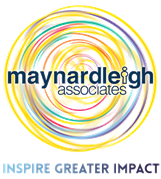 maynardleigh
associates
INSPIRE GREATER IMPACT